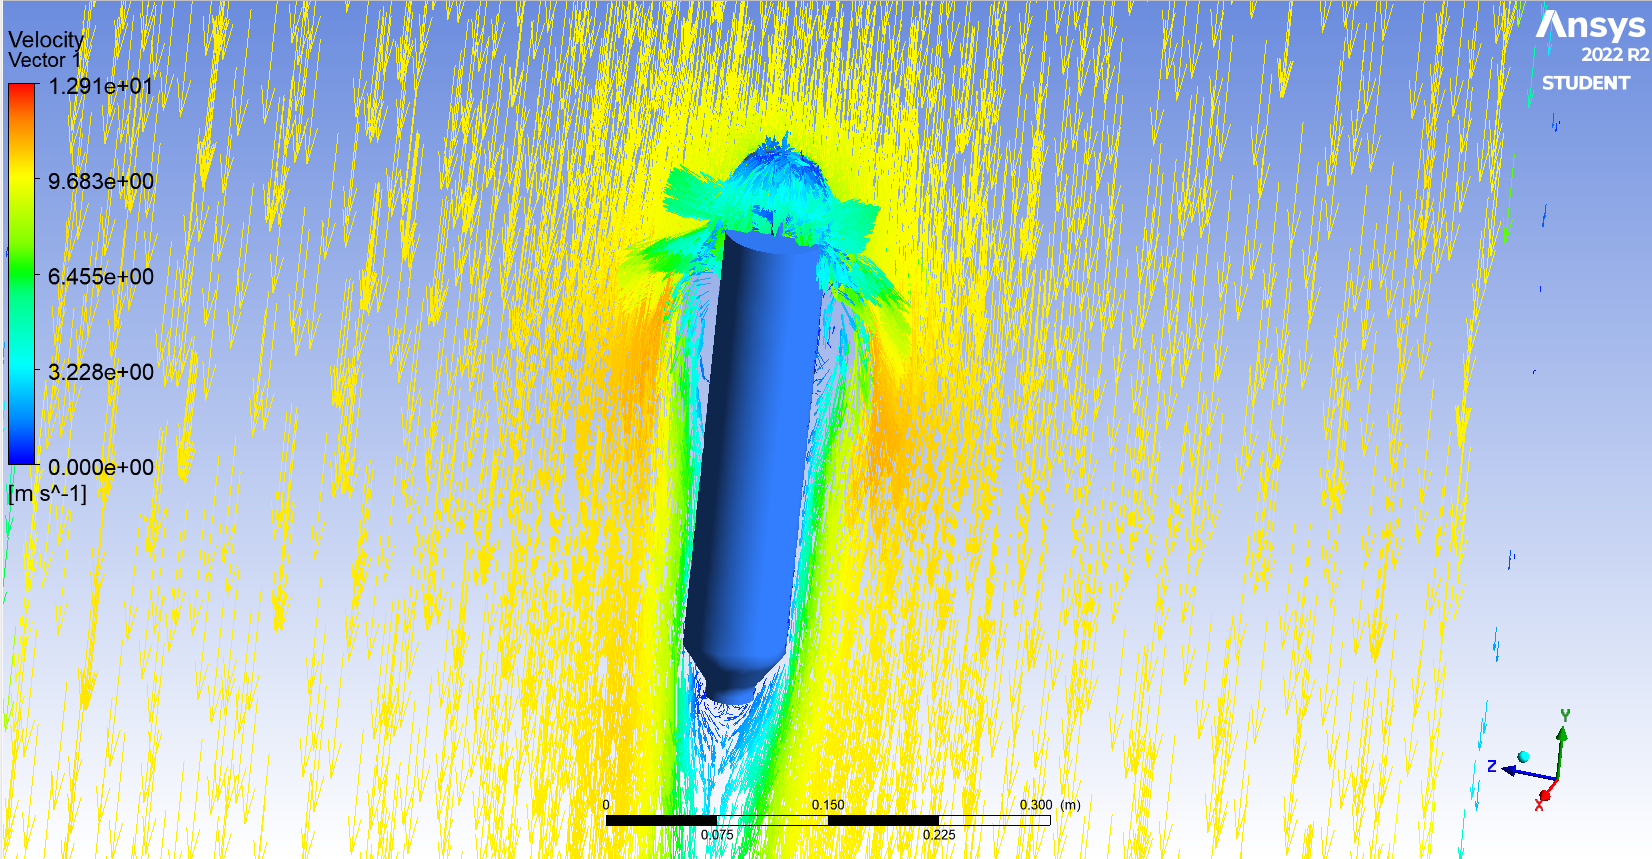 Velocity
Vector 1
1.291e+01
9.683e+00
6.455e+00
3.228e+00
0.000e+00
[m s^-1]
Ansys
2022 R2
STUDENT
Y
Z
X
0 0.150 0.300 (m)
0.075 0.225